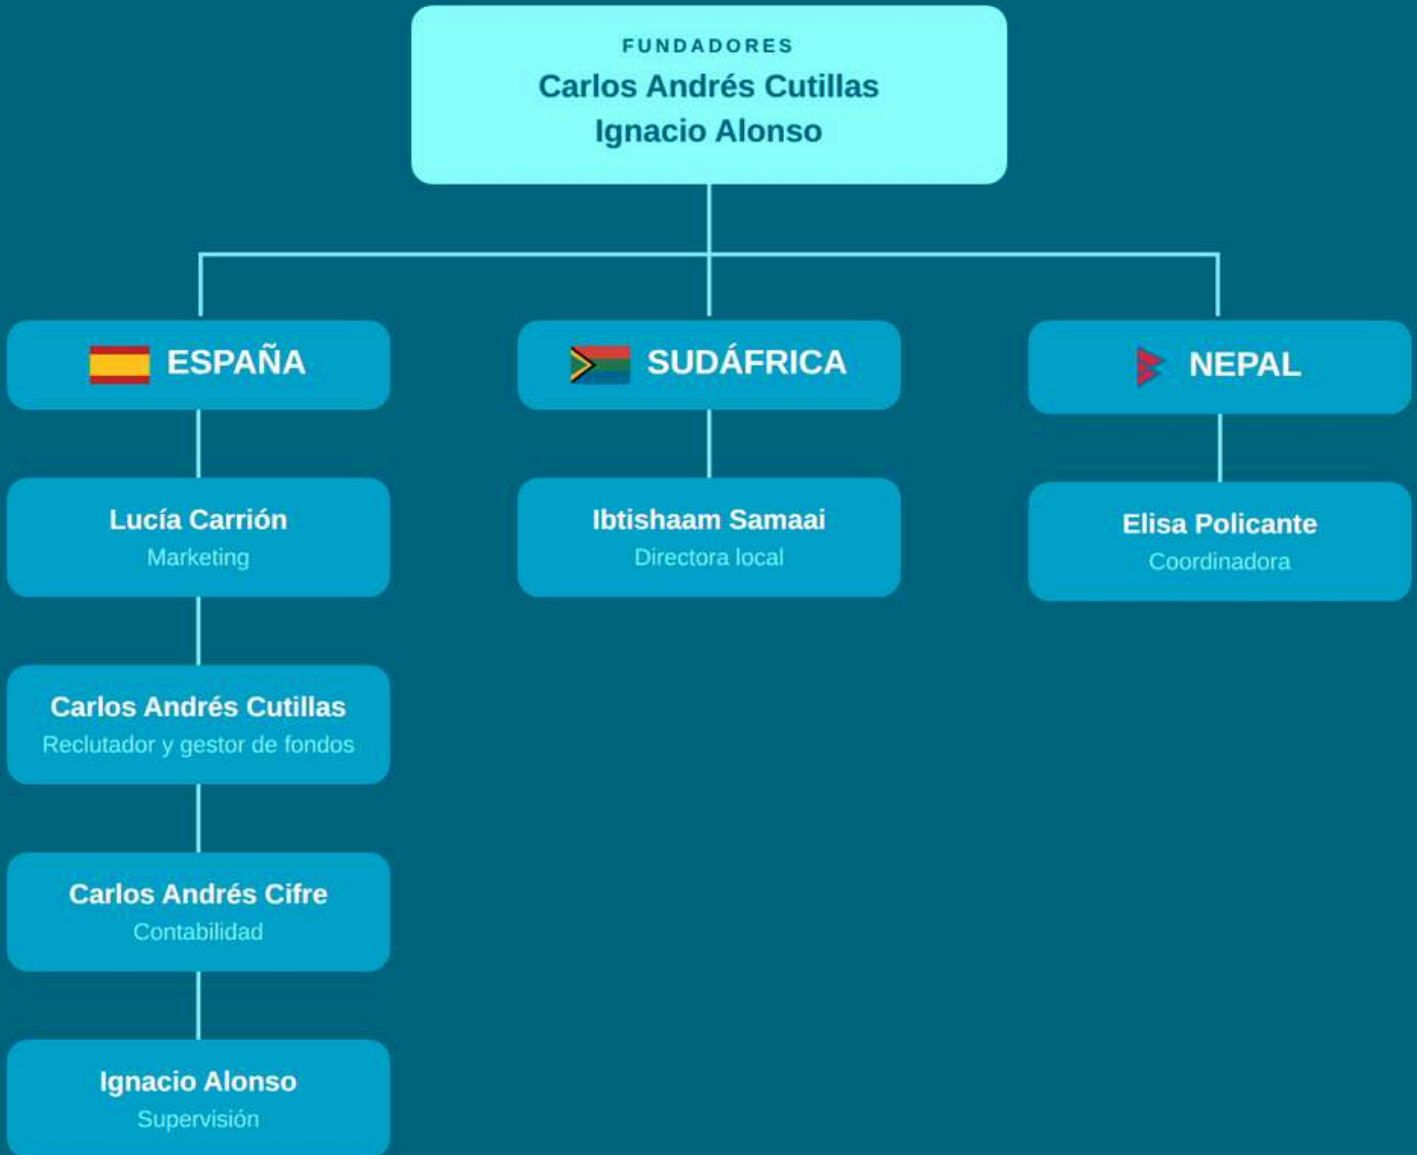 FUNDADORES
Carlos Andrés Cutillas
Ignacio Alonso
ESPAÑA
Lucía Carrión
Marketing
Carlos Andrés Cutillas
Reclutador y gestor de fondos
Carlos Andrés Cifre
Contabilidad
Ignacio Alonso
Supervisión
SUDÁFRICA
Ibtishaam Samaai
Directora local
NEPAL
Elisa Policante
Coordinadora